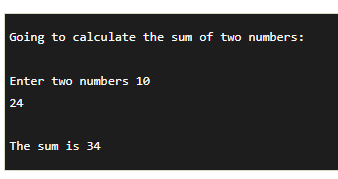 Going to calculate the sum of two numbers:
Enter two numbers 10
24
The sum is 34